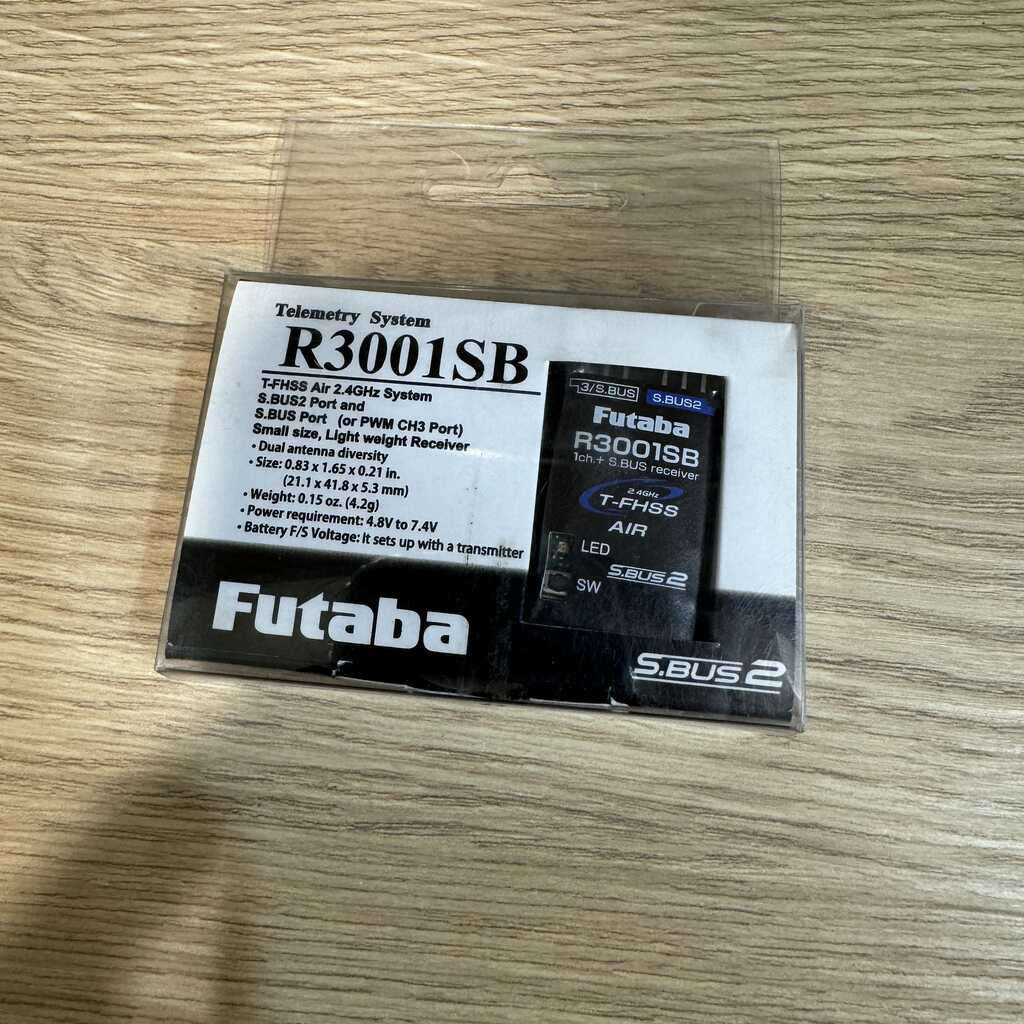 Telemetry System
R3001SB
T-FHSS Air 2.4GHz System
S.BUS2 Port and
S.BUS Port (or PWM CH3 Port)
Small size, Light weight Receiver
• Dual antenna diversity
• Size: 0.83 x 1.65 x 0.21 in.
(21.1 x 41.8 x 5.3 mm)
• Weight: 0.15 oz. (4.2g)
• Power requirement: 4.8V to 7.4V
• Battery F/S Voltage: It sets up with a transmitter
3/S.BUS S.BUS2
Futaba
R3001SB
1ch.+ S.BUS receiver
2.4GHz
T-FHSS
AIR
LED
S.BUS2
SW
Futaba
S.BUS2